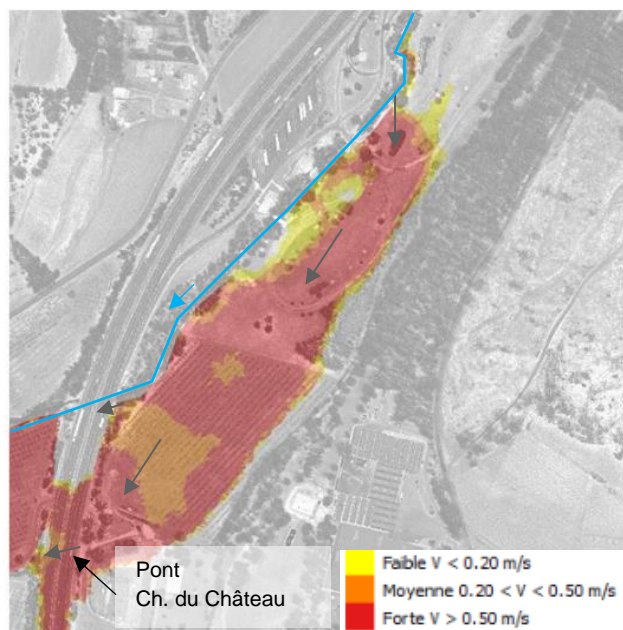 Pont
Ch. du Château
Faible V < 0.20 m/s
Moyenne 0.20 < V < 0.50 m/s
Forte V > 0.50 m/s